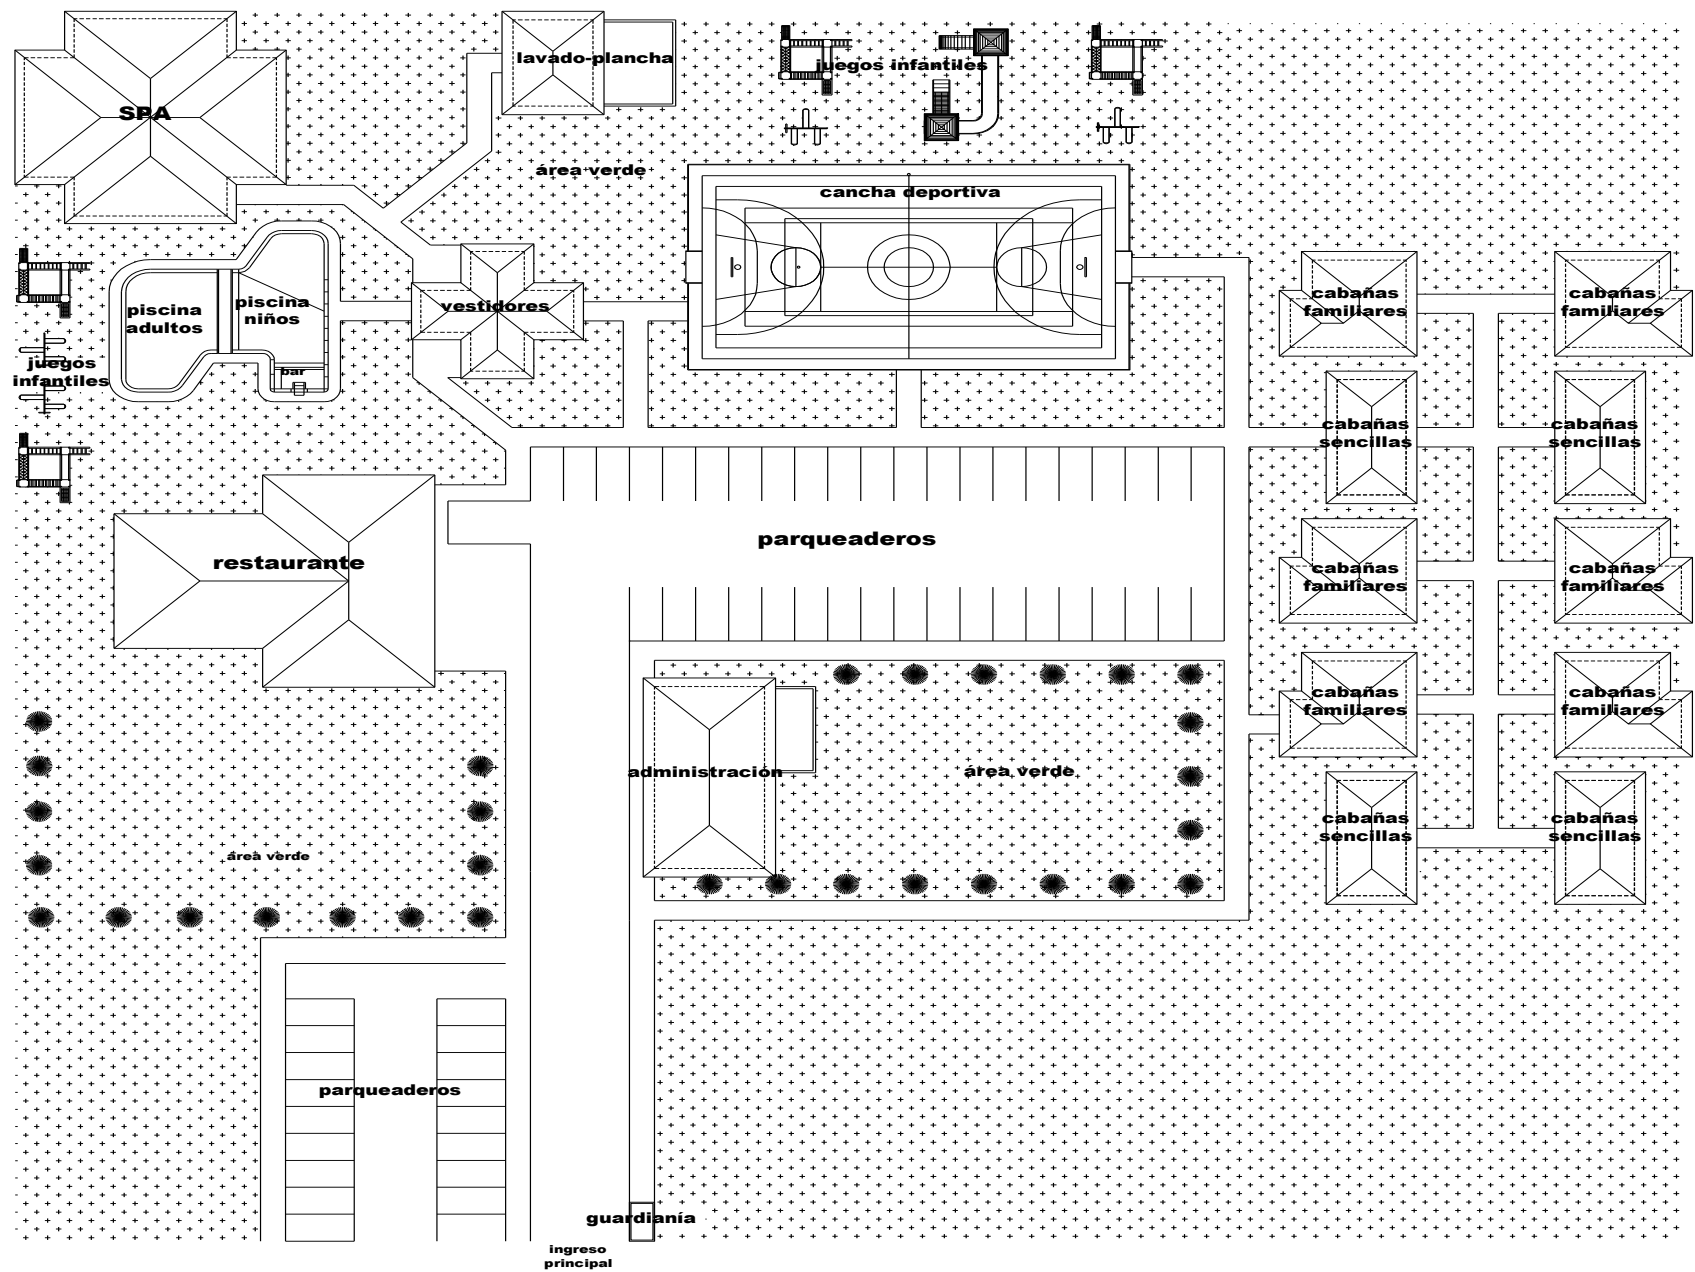 lavado-plancha
juegos infantiles
SPA
área verde
cancha deportiva
piscina
adultos
piscina
niños
vestidores
cabañas
familiares
cabañas
familiares
juegos
infantiles
bar
cabañas
sencillas
cabañas
sencillas
parqueaderos
restaurante
cabañas
familiares
cabañas
familiares
cabañas
familiares
cabañas
familiares
administración
área verde
cabañas
sencillas
cabañas
sencillas
área verde
parqueaderos
guardianía
ingreso
principal